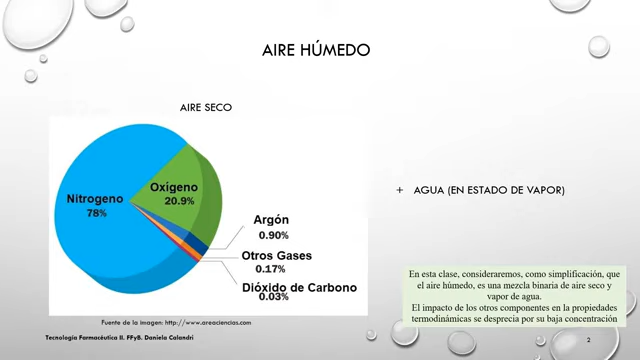 AIRE HÚMEDO
AIRE SECO
Nitrogeno
78%
Oxigeno
20.9%
Argón
0.90%
Otros Gases
0.17%
Dióxido de Carbono
0.03%
+ AGUA (EN ESTADO DE VAPOR)
En esta clase, consideraremos, como simplificación, que
el aire húmedo, es una mezcla binaria de aire seco y
vapor de agua.
El impacto de los otros componentes en la propiedades
termodinámicas se desprecia por su baja concentración
Fuente de la imagen: http://www.areaciencias.com
Tecnología Farmacéutica II. FFyB. Daniela Calandri
2